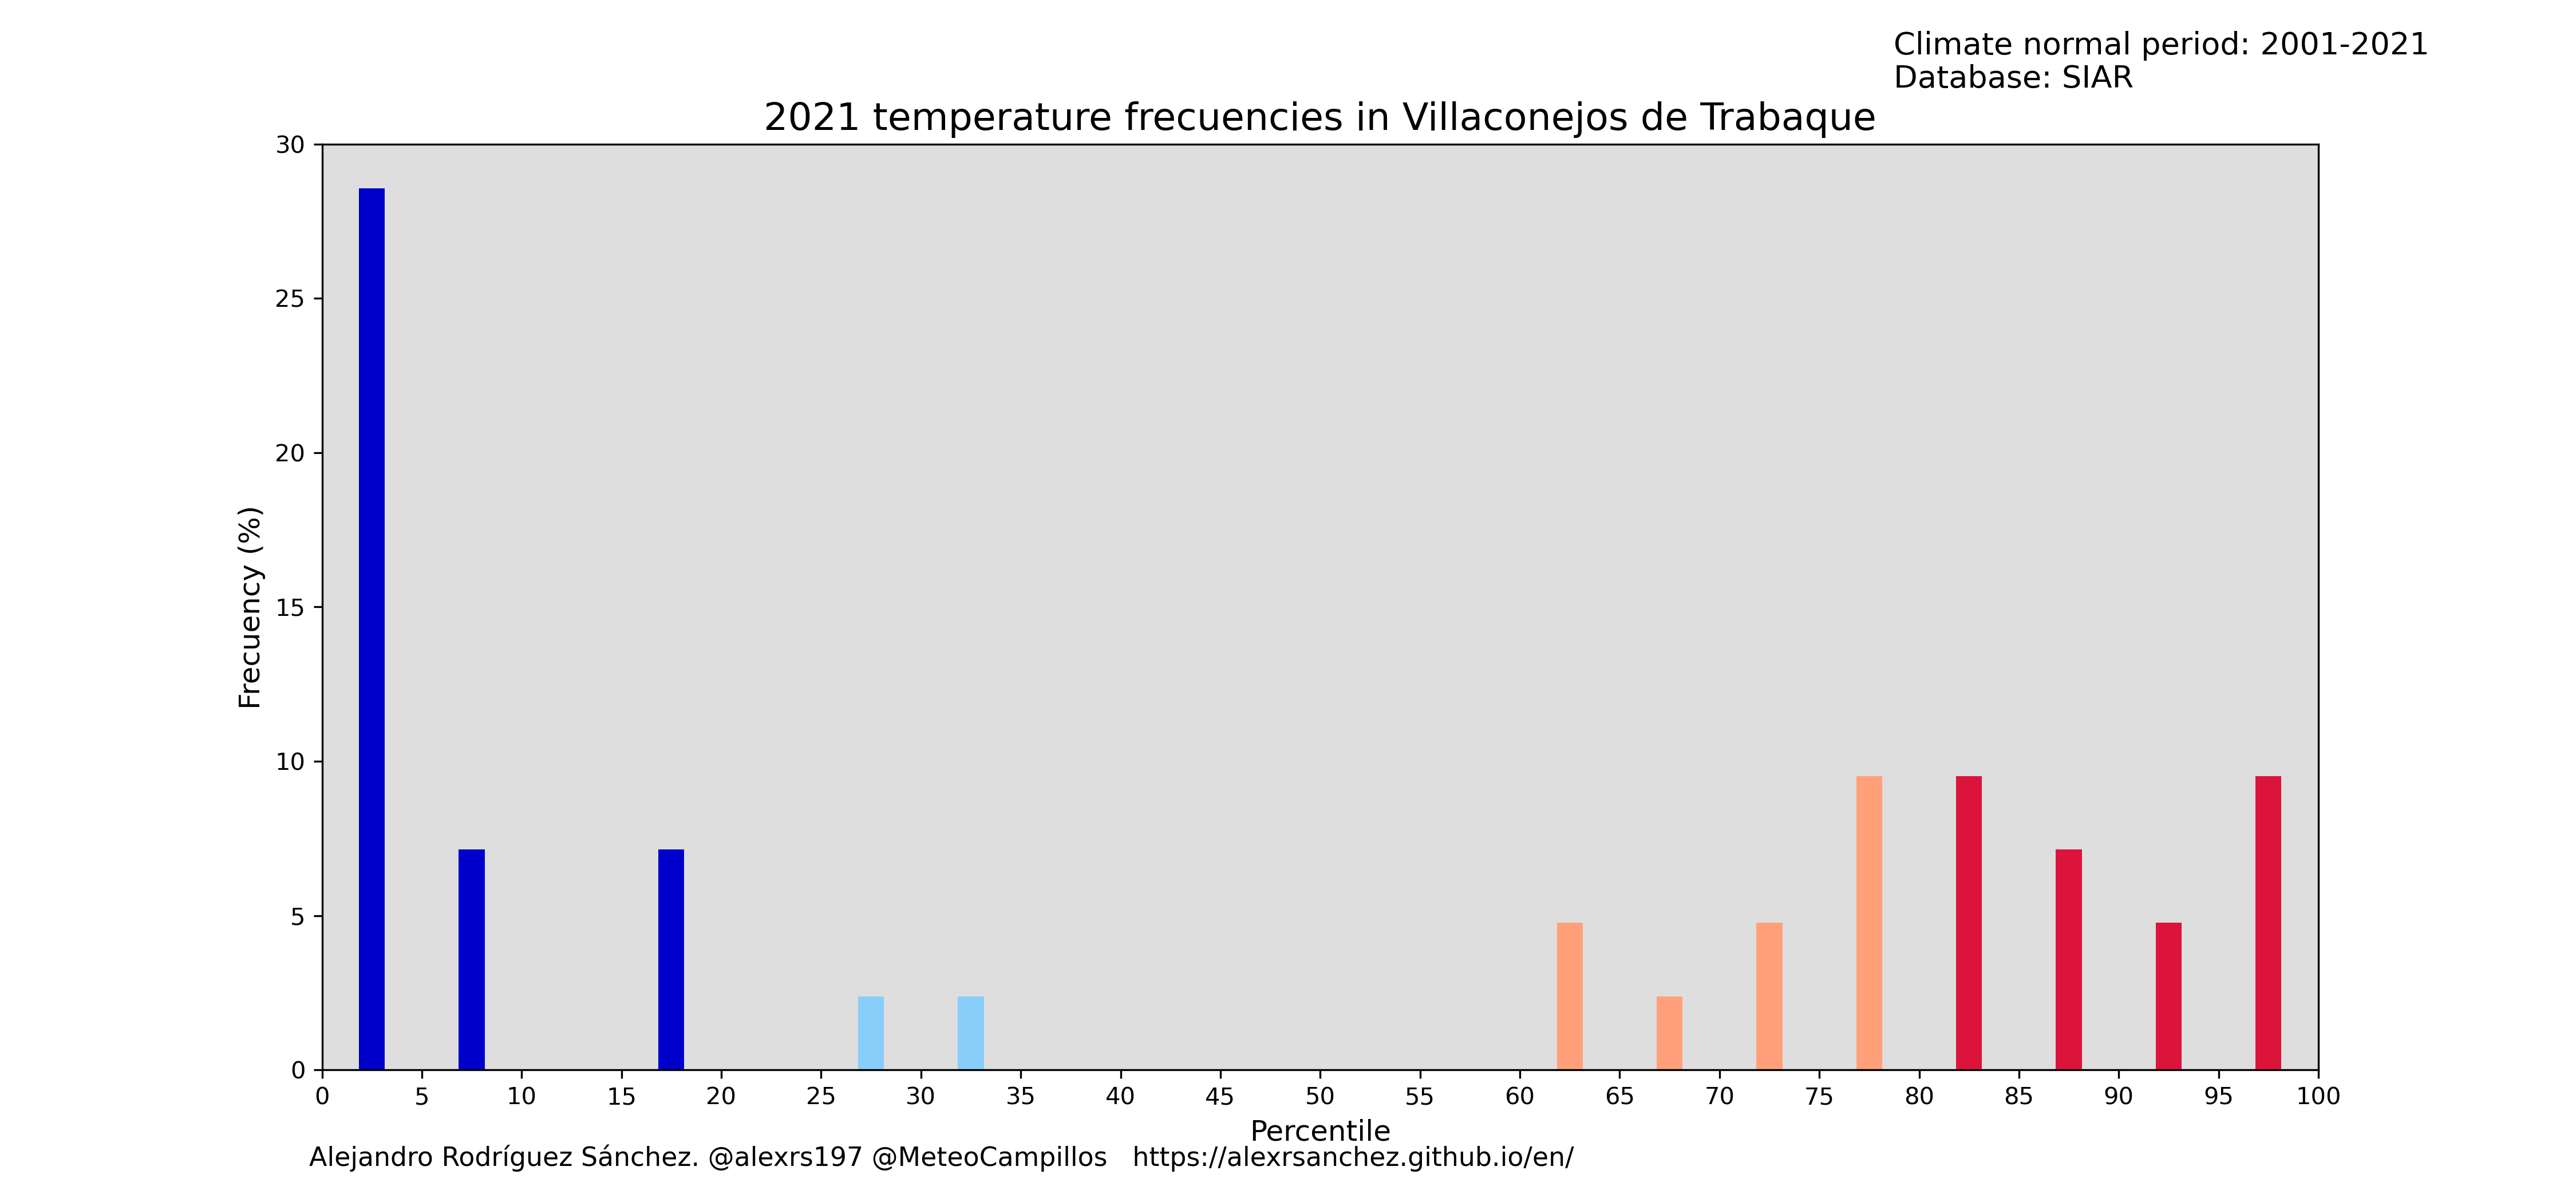 Climate normal period: 2001-2021
Database: SIAR
2021 temperature frecuencies in Villaconejos de Trabaque
30
25
20
15
10
5
0
Frecuency (%)
0 5 10 15 20 25 30 35 40 45 50 55 60 65 70 75 80 85 90 95 100
Percentile
Alejandro Rodríguez Sánchez. @alexrs197 @MeteoCampillos https://alexrsanchez.github.io/en/